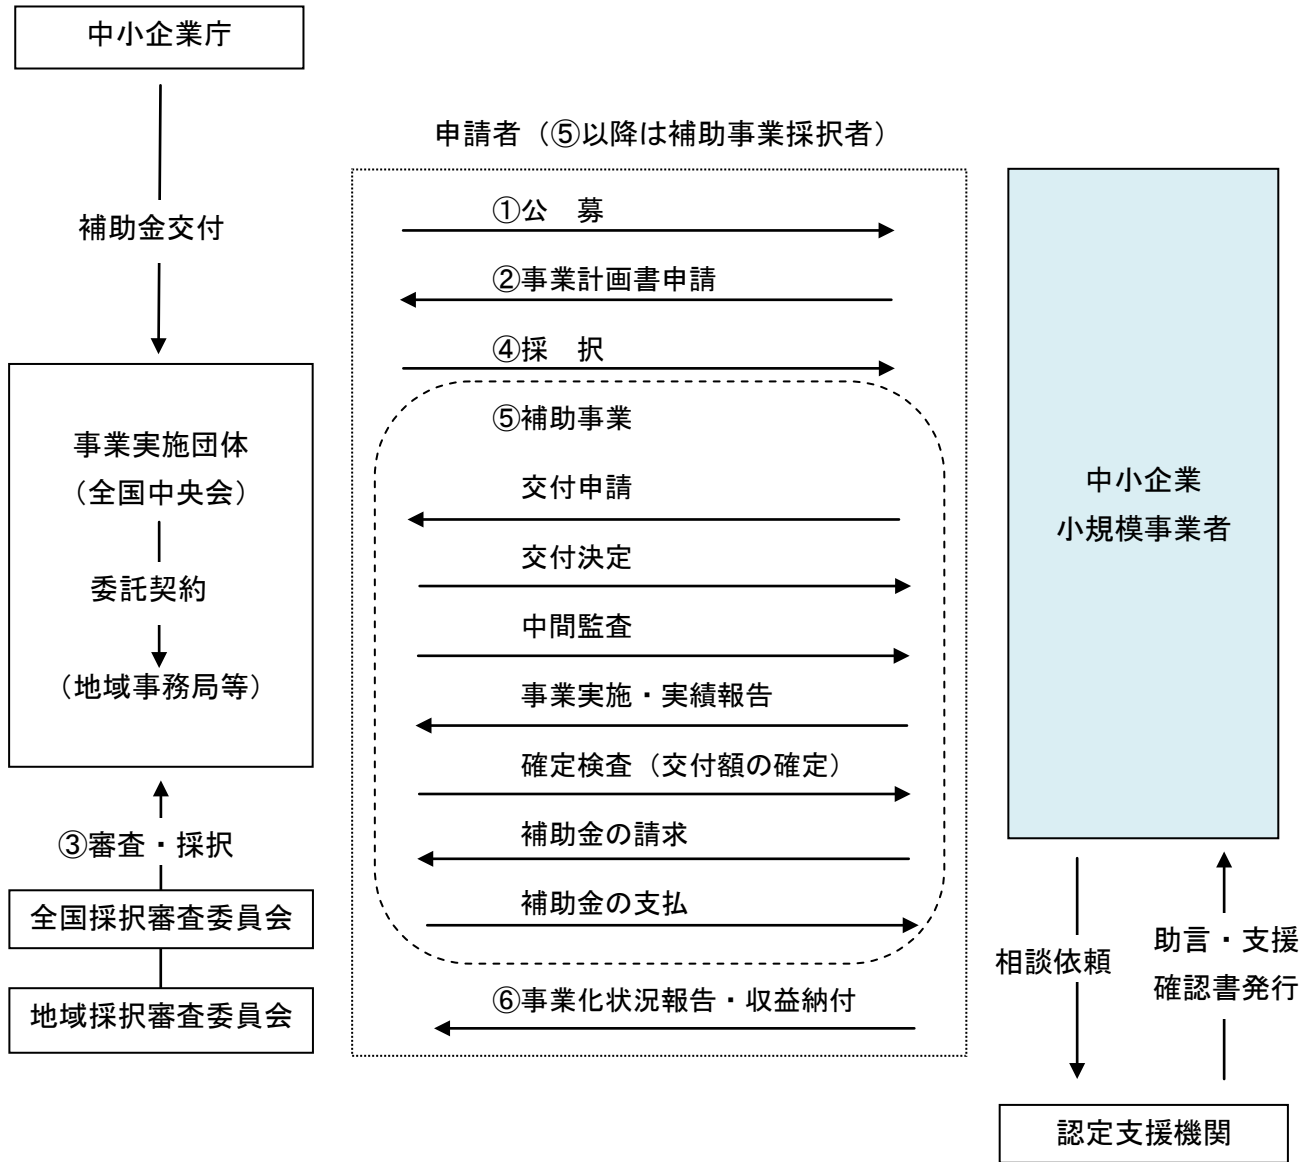 中小企業庁
補助金交付
事業実施団体
（全国中央会）
委託契約
（地域事務局等）
③審査・採択
全国採択審査委員会
地域採択審査委員会
申請者（⑤以降は補助事業採択者）
①公　募
②事業計画書申請
④採　択
⑤補助事業
交付申請
交付決定
中間監査
事業実施・実績報告
確定検査（交付額の確定）
補助金の請求
補助金の支払
⑥事業化状況報告・収益納付
中小企業
小規模事業者
相談依頼
助言・支援
確認書発行
認定支援機関